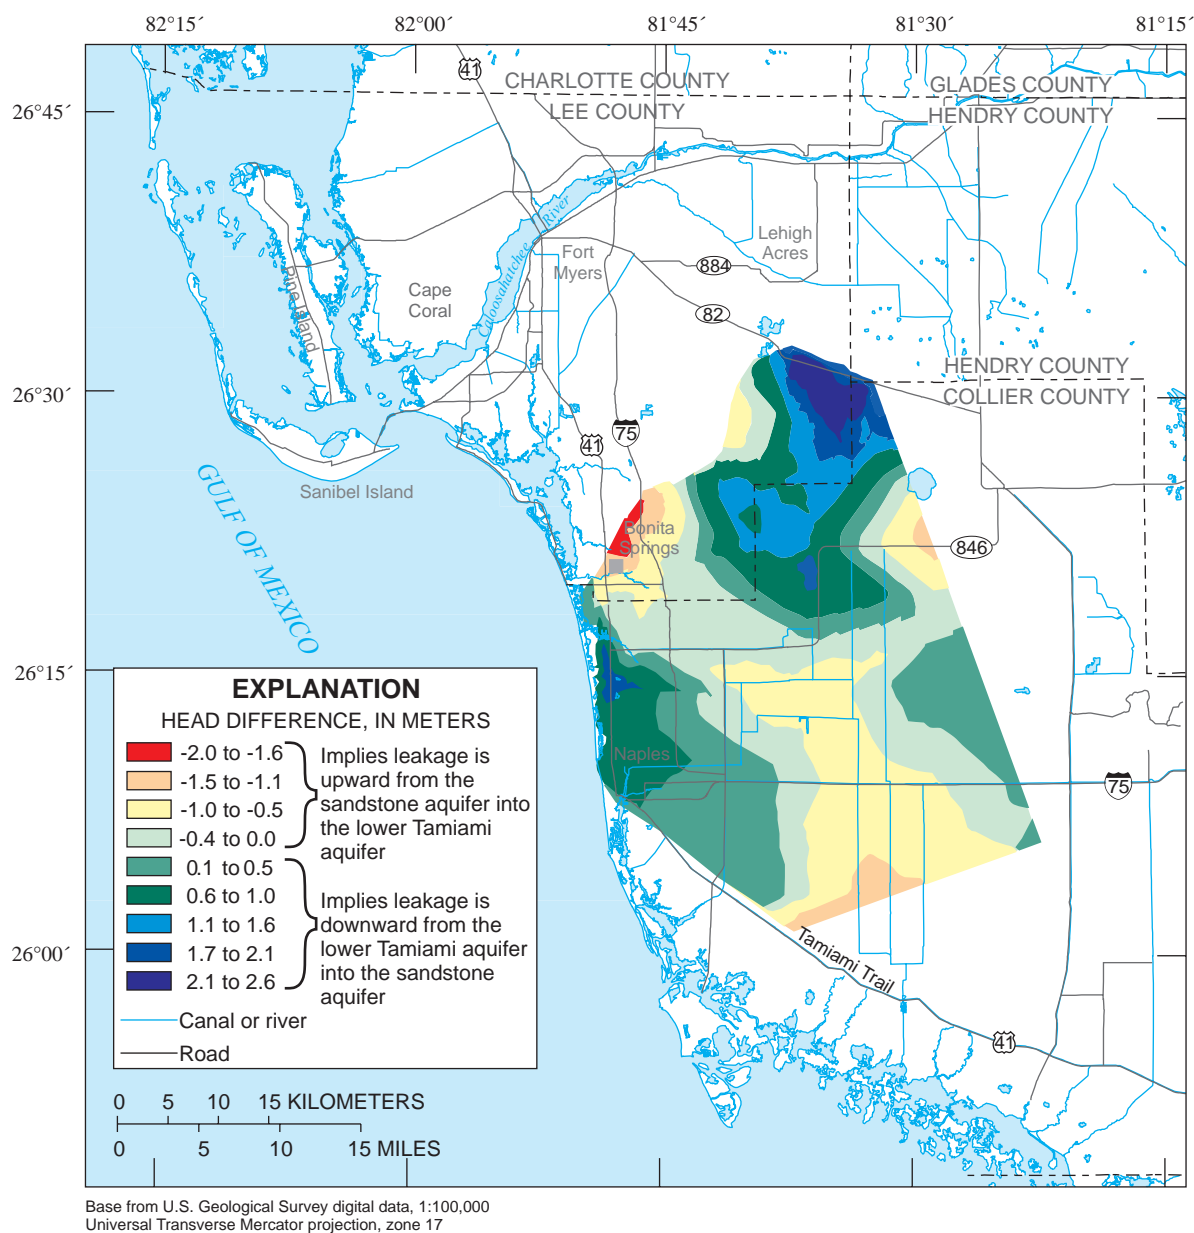 82°15´ 82°00´ 81°45´ 81°30´ 81°15´
41
CHARLOTTE COUNTY
GLADES COUNTY
26°45´
LEE COUNTY
HENDRY COUNTY
Caloosahatchee River
Lehigh
Acres
Fort
Myers
884
Pine Island
Cape
Coral
82
HENDRY COUNTY
26°30´
COLLIER COUNTY
75
41
Sanibel Island
GULF OF MEXICO
Bonita
Springs
846
26°15´
Naples
75
26°00´
Tamiami Trail
41
EXPLANATION
HEAD DIFFERENCE, IN METERS
-2.0 to -1.6
-1.5 to -1.1
-1.0 to -0.5
-0.4 to 0.0
Implies leakage is
upward from the
sandstone aquifer into
the lower Tamiami
aquifer
0.1 to 0.5
0.6 to 1.0
1.1 to 1.6
1.7 to 2.1
2.1 to 2.6
Implies leakage is
downward from the
lower Tamiami aquifer
into the sandstone
aquifer
Canal or river
Road
0 5 10 15 KILOMETERS
0 5 10 15 MILES
Base from U.S. Geological Survey digital data, 1:100,000
Universal Transverse Mercator projection, zone 17